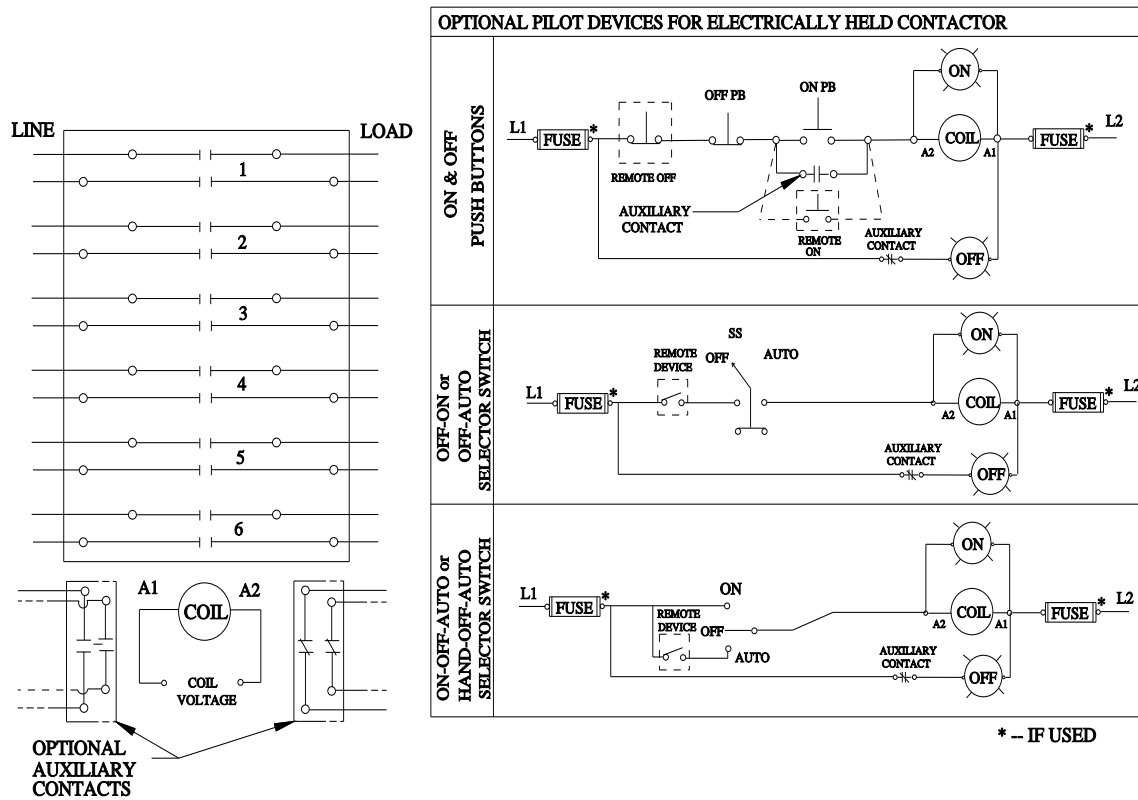 OPTIONAL PILOT DEVICES FOR ELECTRICALLY HELD CONTACTOR
LINE
LOAD
1
2
3
4
5
6
A1
A2
COIL
COIL
VOLTAGE
OPTIONAL
AUXILIARY
CONTACTS
ON & OFF
PUSH BUTTONS
L1
FUSE
*
REMOTE OFF
OFF PB
ON PB
AUXILIARY
CONTACT
REMOTE
ON
AUXILIARY
CONTACT
ON
A2
COIL
A1
OFF
FUSE
*
L2
OFF-ON or
OFF-AUTO
SELECTOR SWITCH
L1
FUSE
*
REMOTE
DEVICE
SS
OFF
AUTO
AUXILIARY
CONTACT
ON
A2
COIL
A1
OFF
FUSE
*
L2
ON-OFF-AUTO or
HAND-OFF-AUTO
SELECTOR SWITCH
L1
FUSE
*
REMOTE
DEVICE
ON
OFF
AUTO
AUXILIARY
CONTACT
ON
A2
COIL
A1
OFF
FUSE
*
L2
* -- IF USED